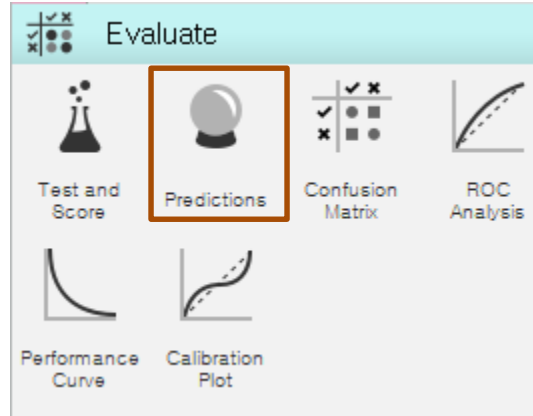 Evaluate
Test and
Score
Predictions
Confusion
Matrix
ROC
Analysis
Performance
Curve
Calibration
Plot